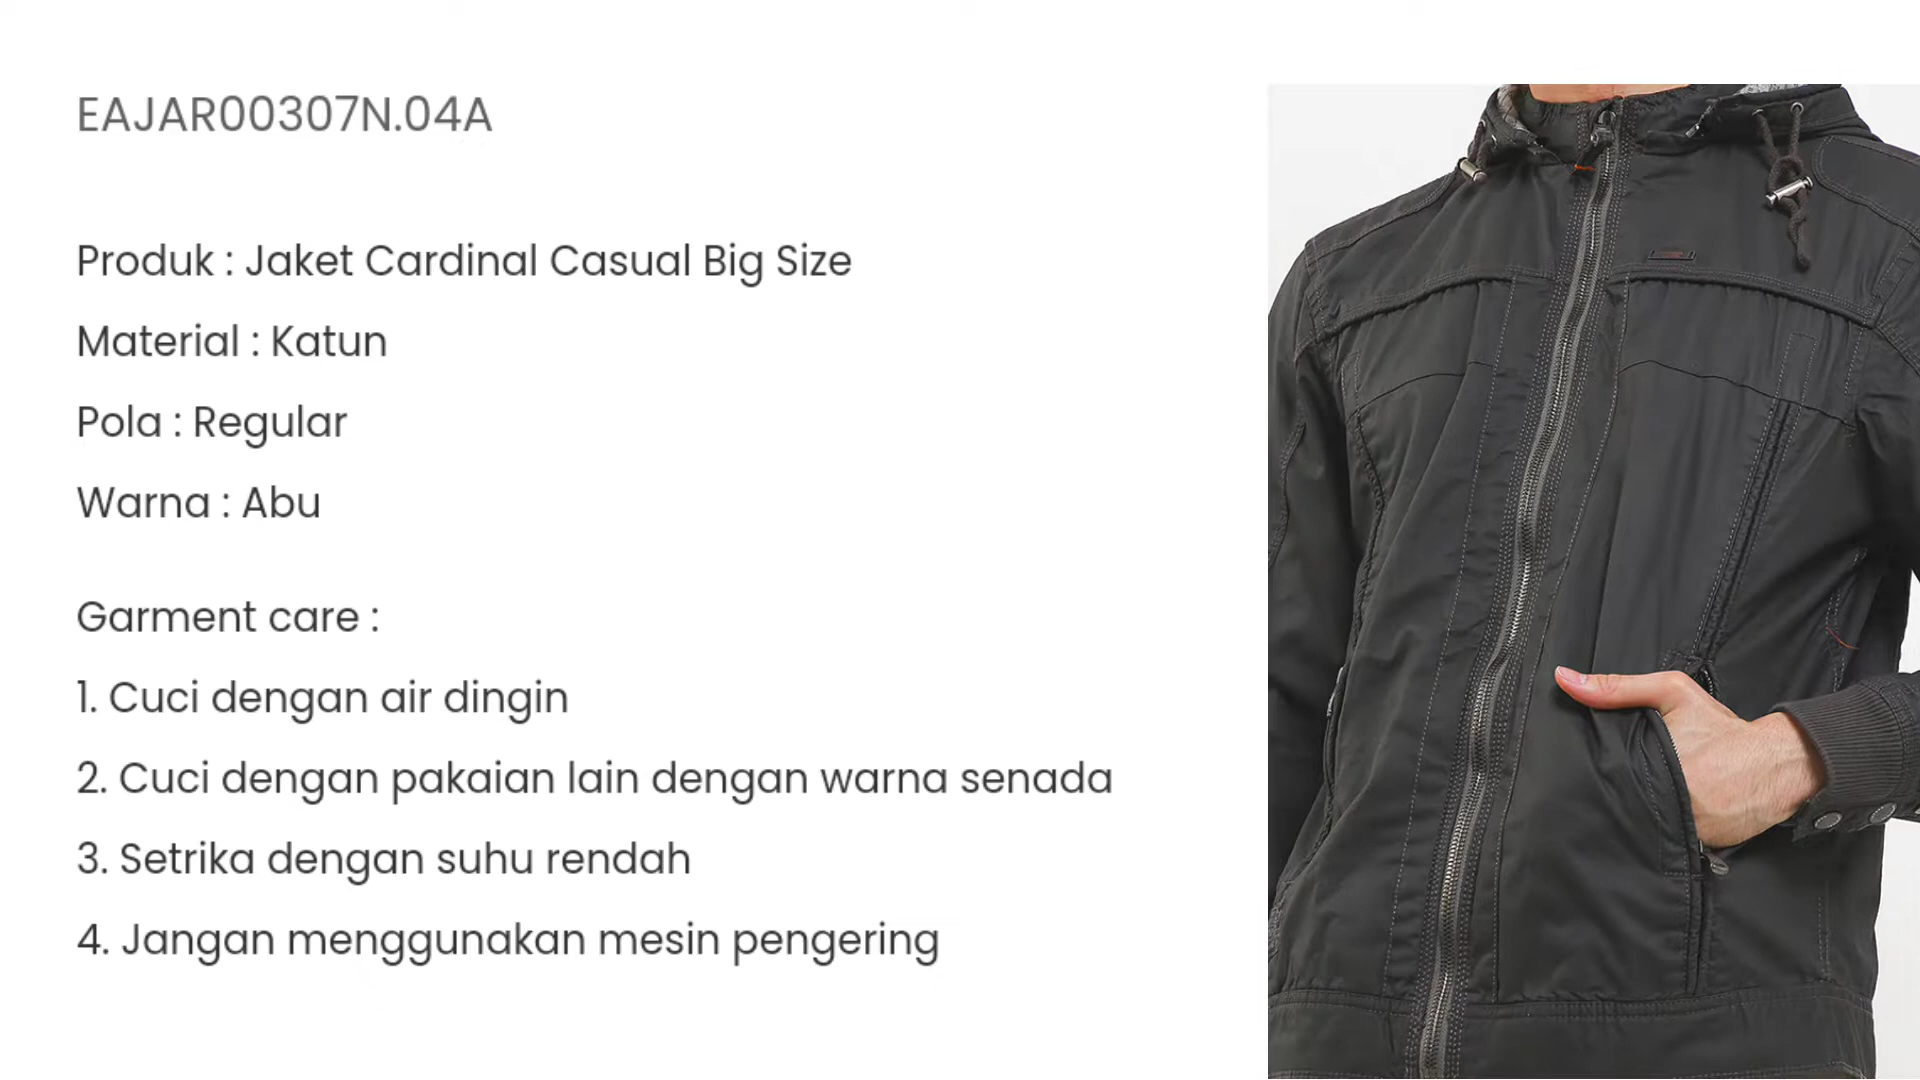 EAJAR00307N.04A
Produk : Jaket Cardinal Casual Big Size
Material : Katun
Pola : Regular
Warna : Abu
Garment care :
1. Cuci dengan air dingin
2. Cuci dengan pakaian lain dengan warna senada
3. Setrika dengan suhu rendah
4. Jangan menggunakan mesin pengering